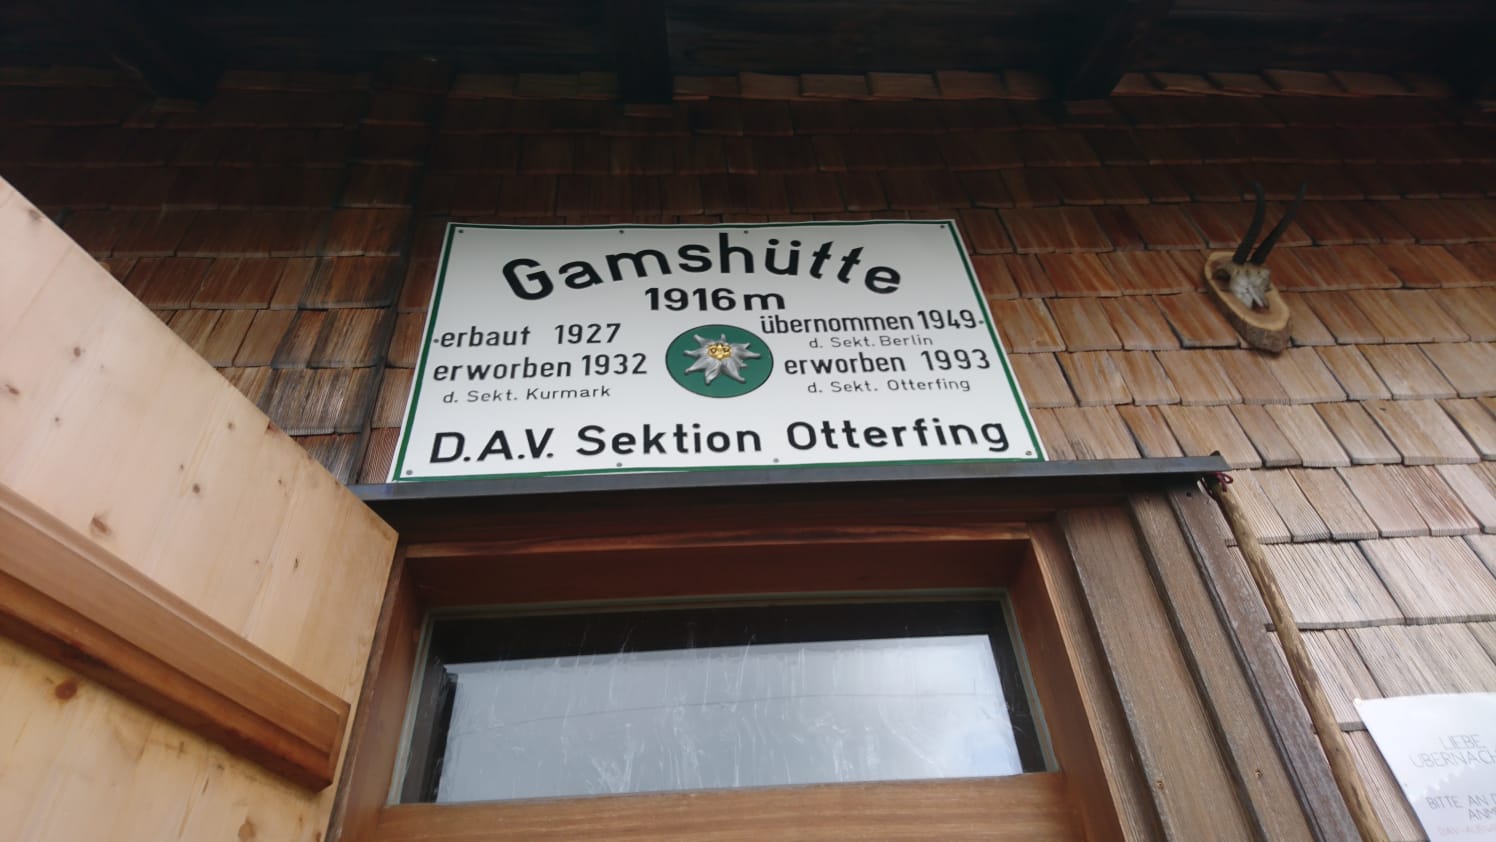 Gamshütte
1916 m
erbaut 1927
erworben 1932
d. Sekt. Kurmark
übernommen 1949
d. Sekt. Berlin
erworben 1993
d. Sekt. Otterfing
D.A.V. Sektion Otterfing
LIEBE
BITTE AN